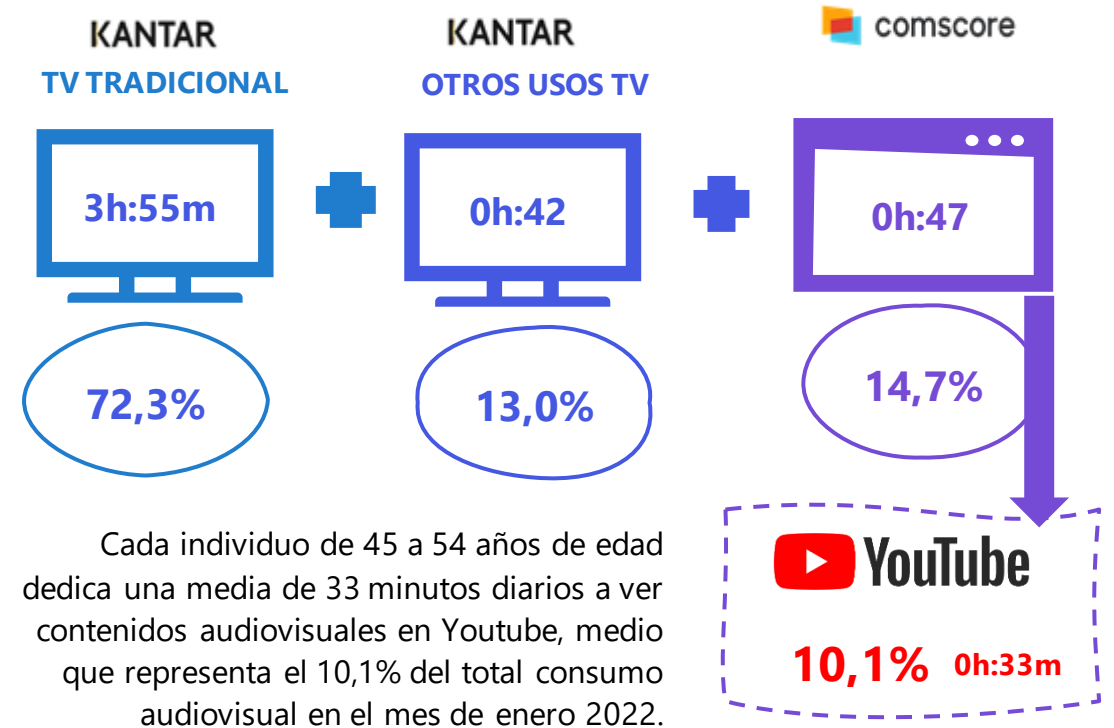 KANTAR
TV TRADICIONAL
3h:55m
72,3%
KANTAR
OTROS USOS TV
0h:42
13,0%
comscore
0h:47
14,7%
Cada individuo de 45 a 54 años de edad
dedica una media de 33 minutos diarios a ver
contenidos audiovisuales en Youtube, medio
que representa el 10,1% del total consumo
audiovisual en el mes de enero 2022.
YouTube
10,1% 0h:33m